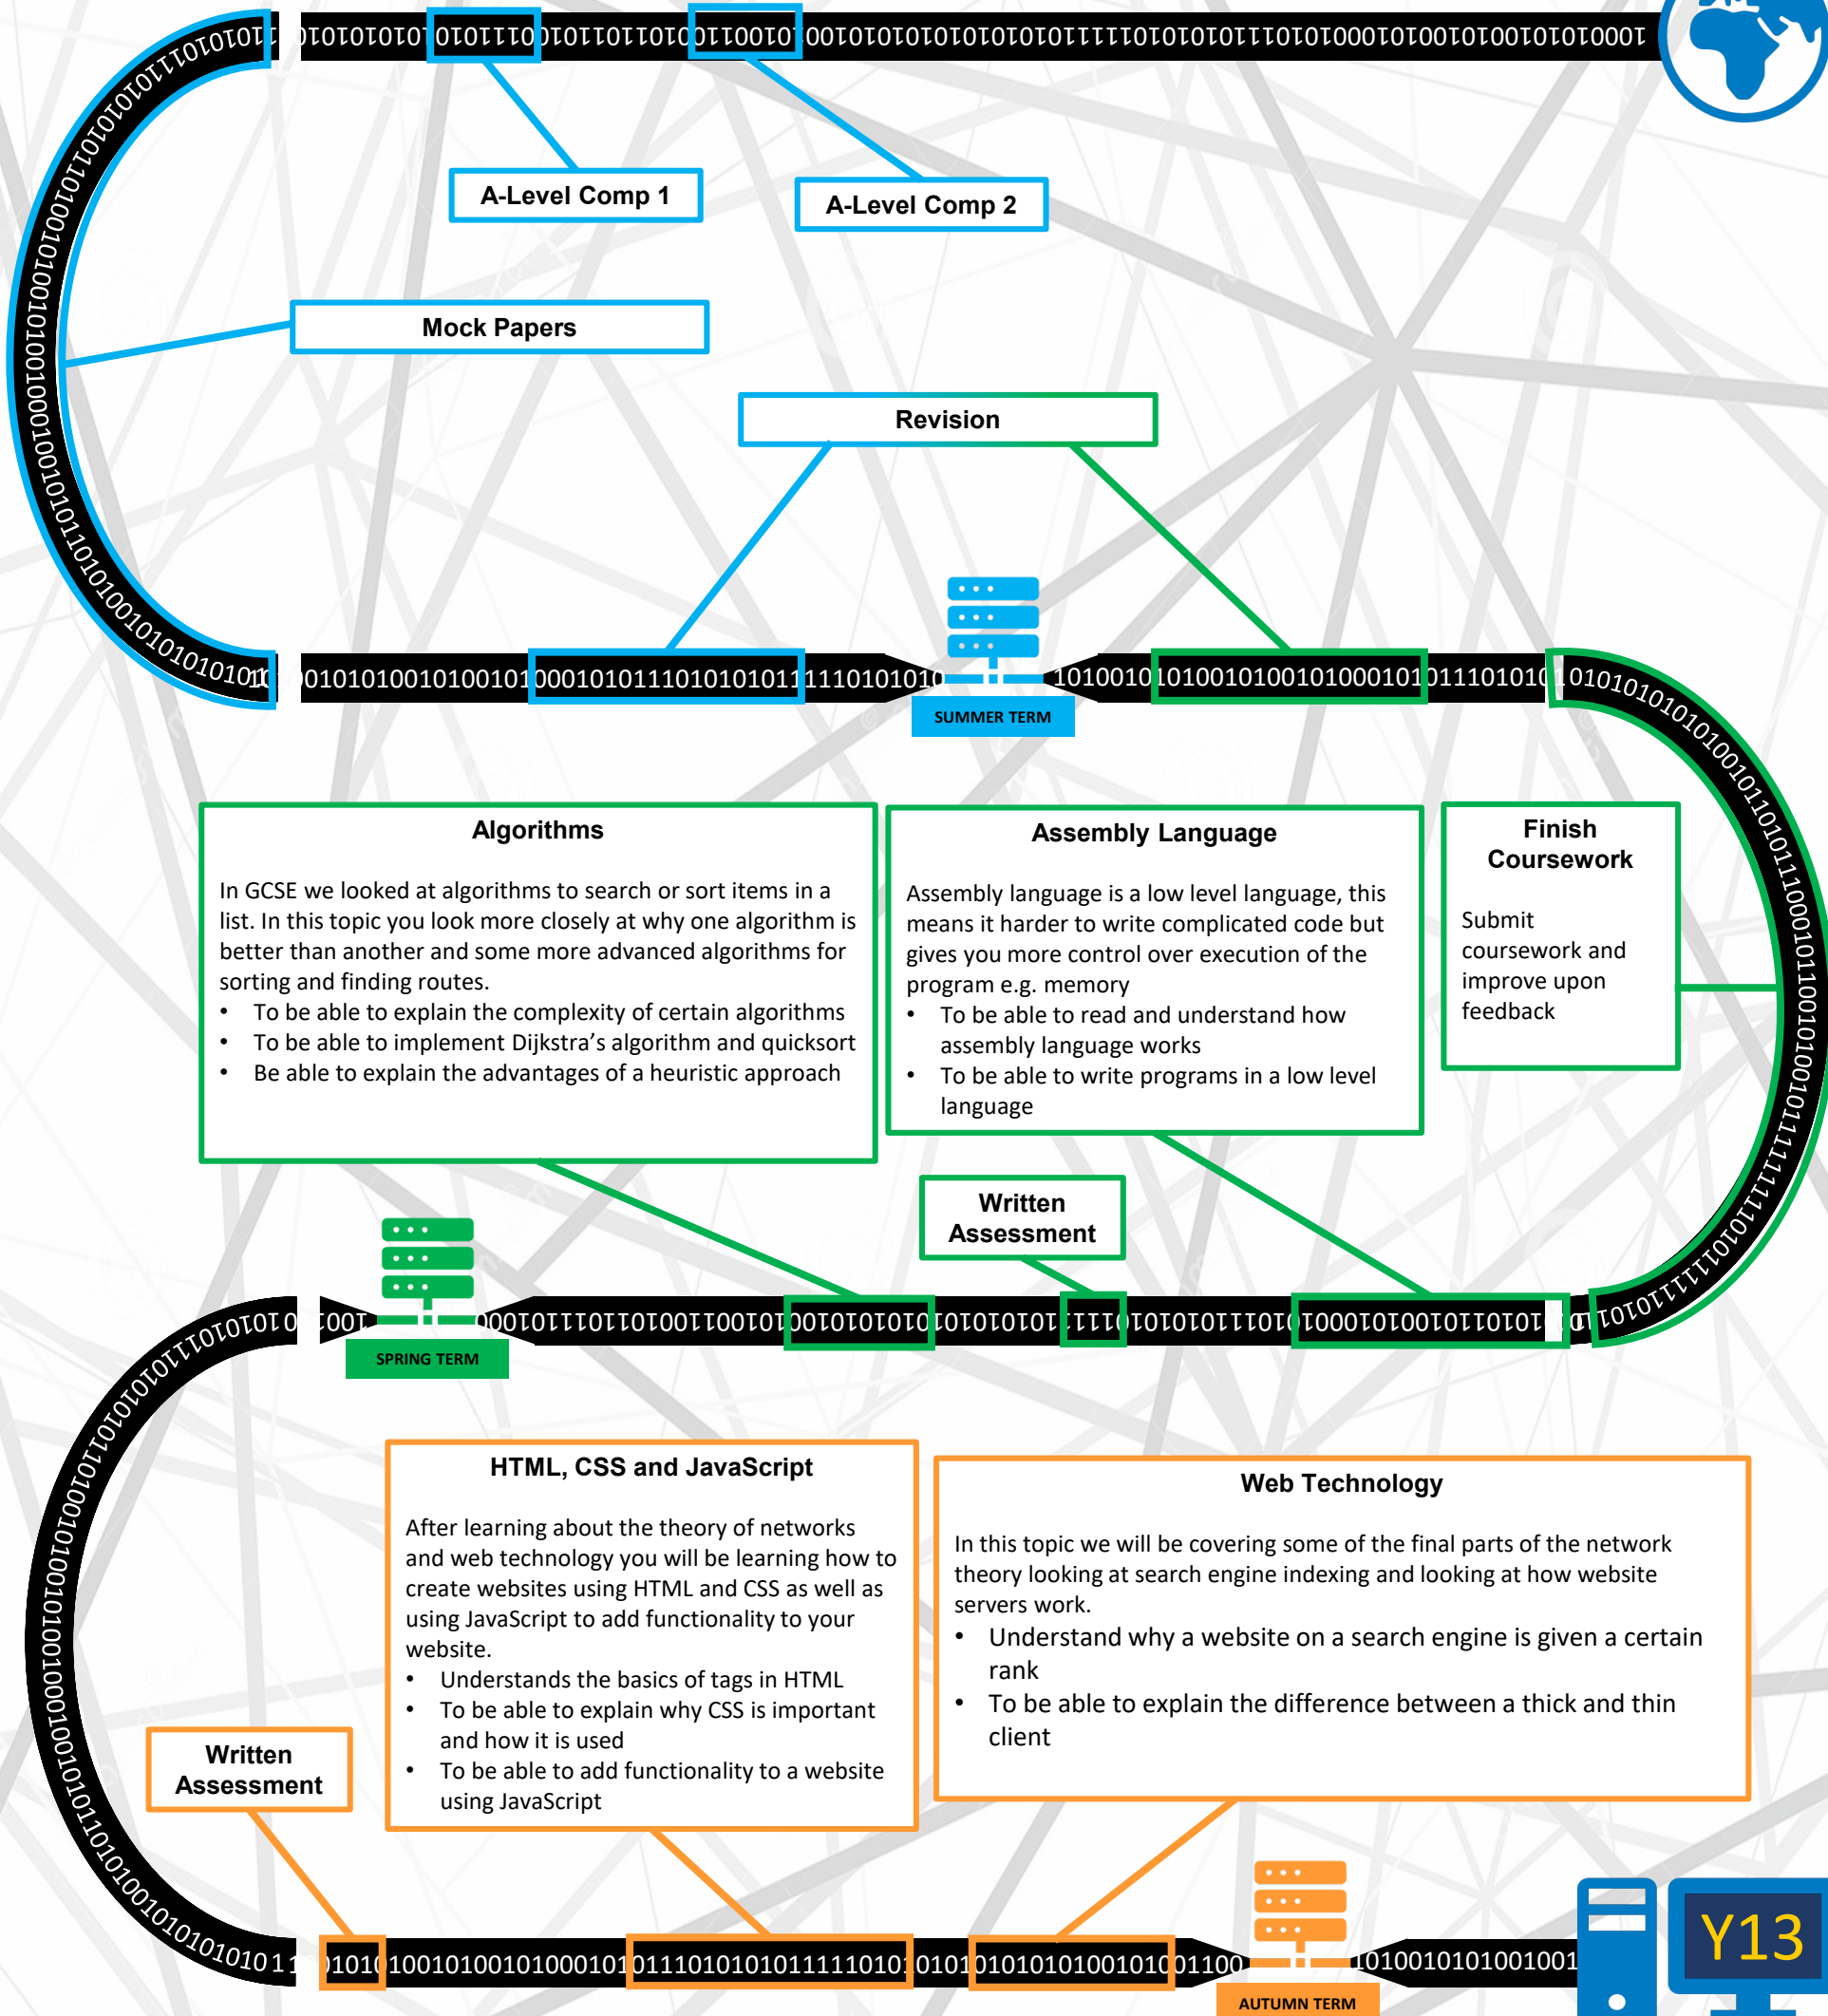 A-Level Comp 1
A-Level Comp 2
Mock Papers
Revision
SUMMER TERM
Algorithms
In GCSE we looked at algorithms to search or sort items in a
list. In this topic you look more closely at why one algorithm is
better than another and some more advanced algorithms for
sorting and finding routes.
• To be able to explain the complexity of certain algorithms
• To be able to implement Dijkstra's algorithm and quicksort
• Be able to explain the advantages of a heuristic approach
Assembly Language
Assembly language is a low level language, this
means it harder to write complicated code but
gives you more control over execution of the
program e.g. memory
• To be able to read and understand how
assembly language works
• To be able to write programs in a low level
language
Finish
Coursework
Submit
coursework and
improve upon
feedback
Written
Assessment
SPRING TERM
HTML, CSS and JavaScript
After learning about the theory of networks
and web technology you will be learning how to
create websites using HTML and CSS as well as
using JavaScript to add functionality to your
website.
• Understands the basics of tags in HTML
• To be able to explain why CSS is important
and how it is used
• To be able to add functionality to a website
using JavaScript
Web Technology
In this topic we will be covering some of the final parts of the network
theory looking at search engine indexing and looking at how website
servers work.
• Understand why a website on a search engine is given a certain
rank
• To be able to explain the difference between a thick and thin
client
Written
Assessment
Y13
AUTUMN TERM